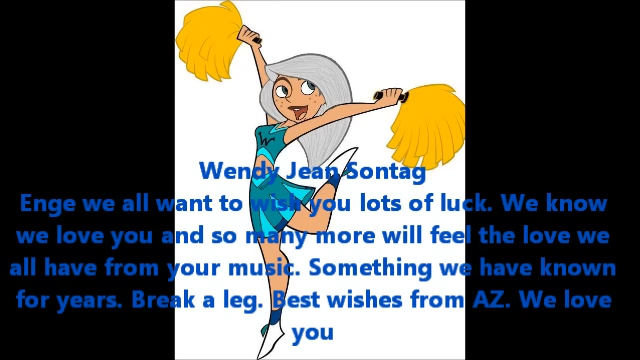 W
Wendy Jean Sontag
Enge we all want to wish you lots of luck. We know
we love you and so many more will feel the love we
all have from your music. Something we have known
for years. Break a leg. Best wishes from AZ. We love
you